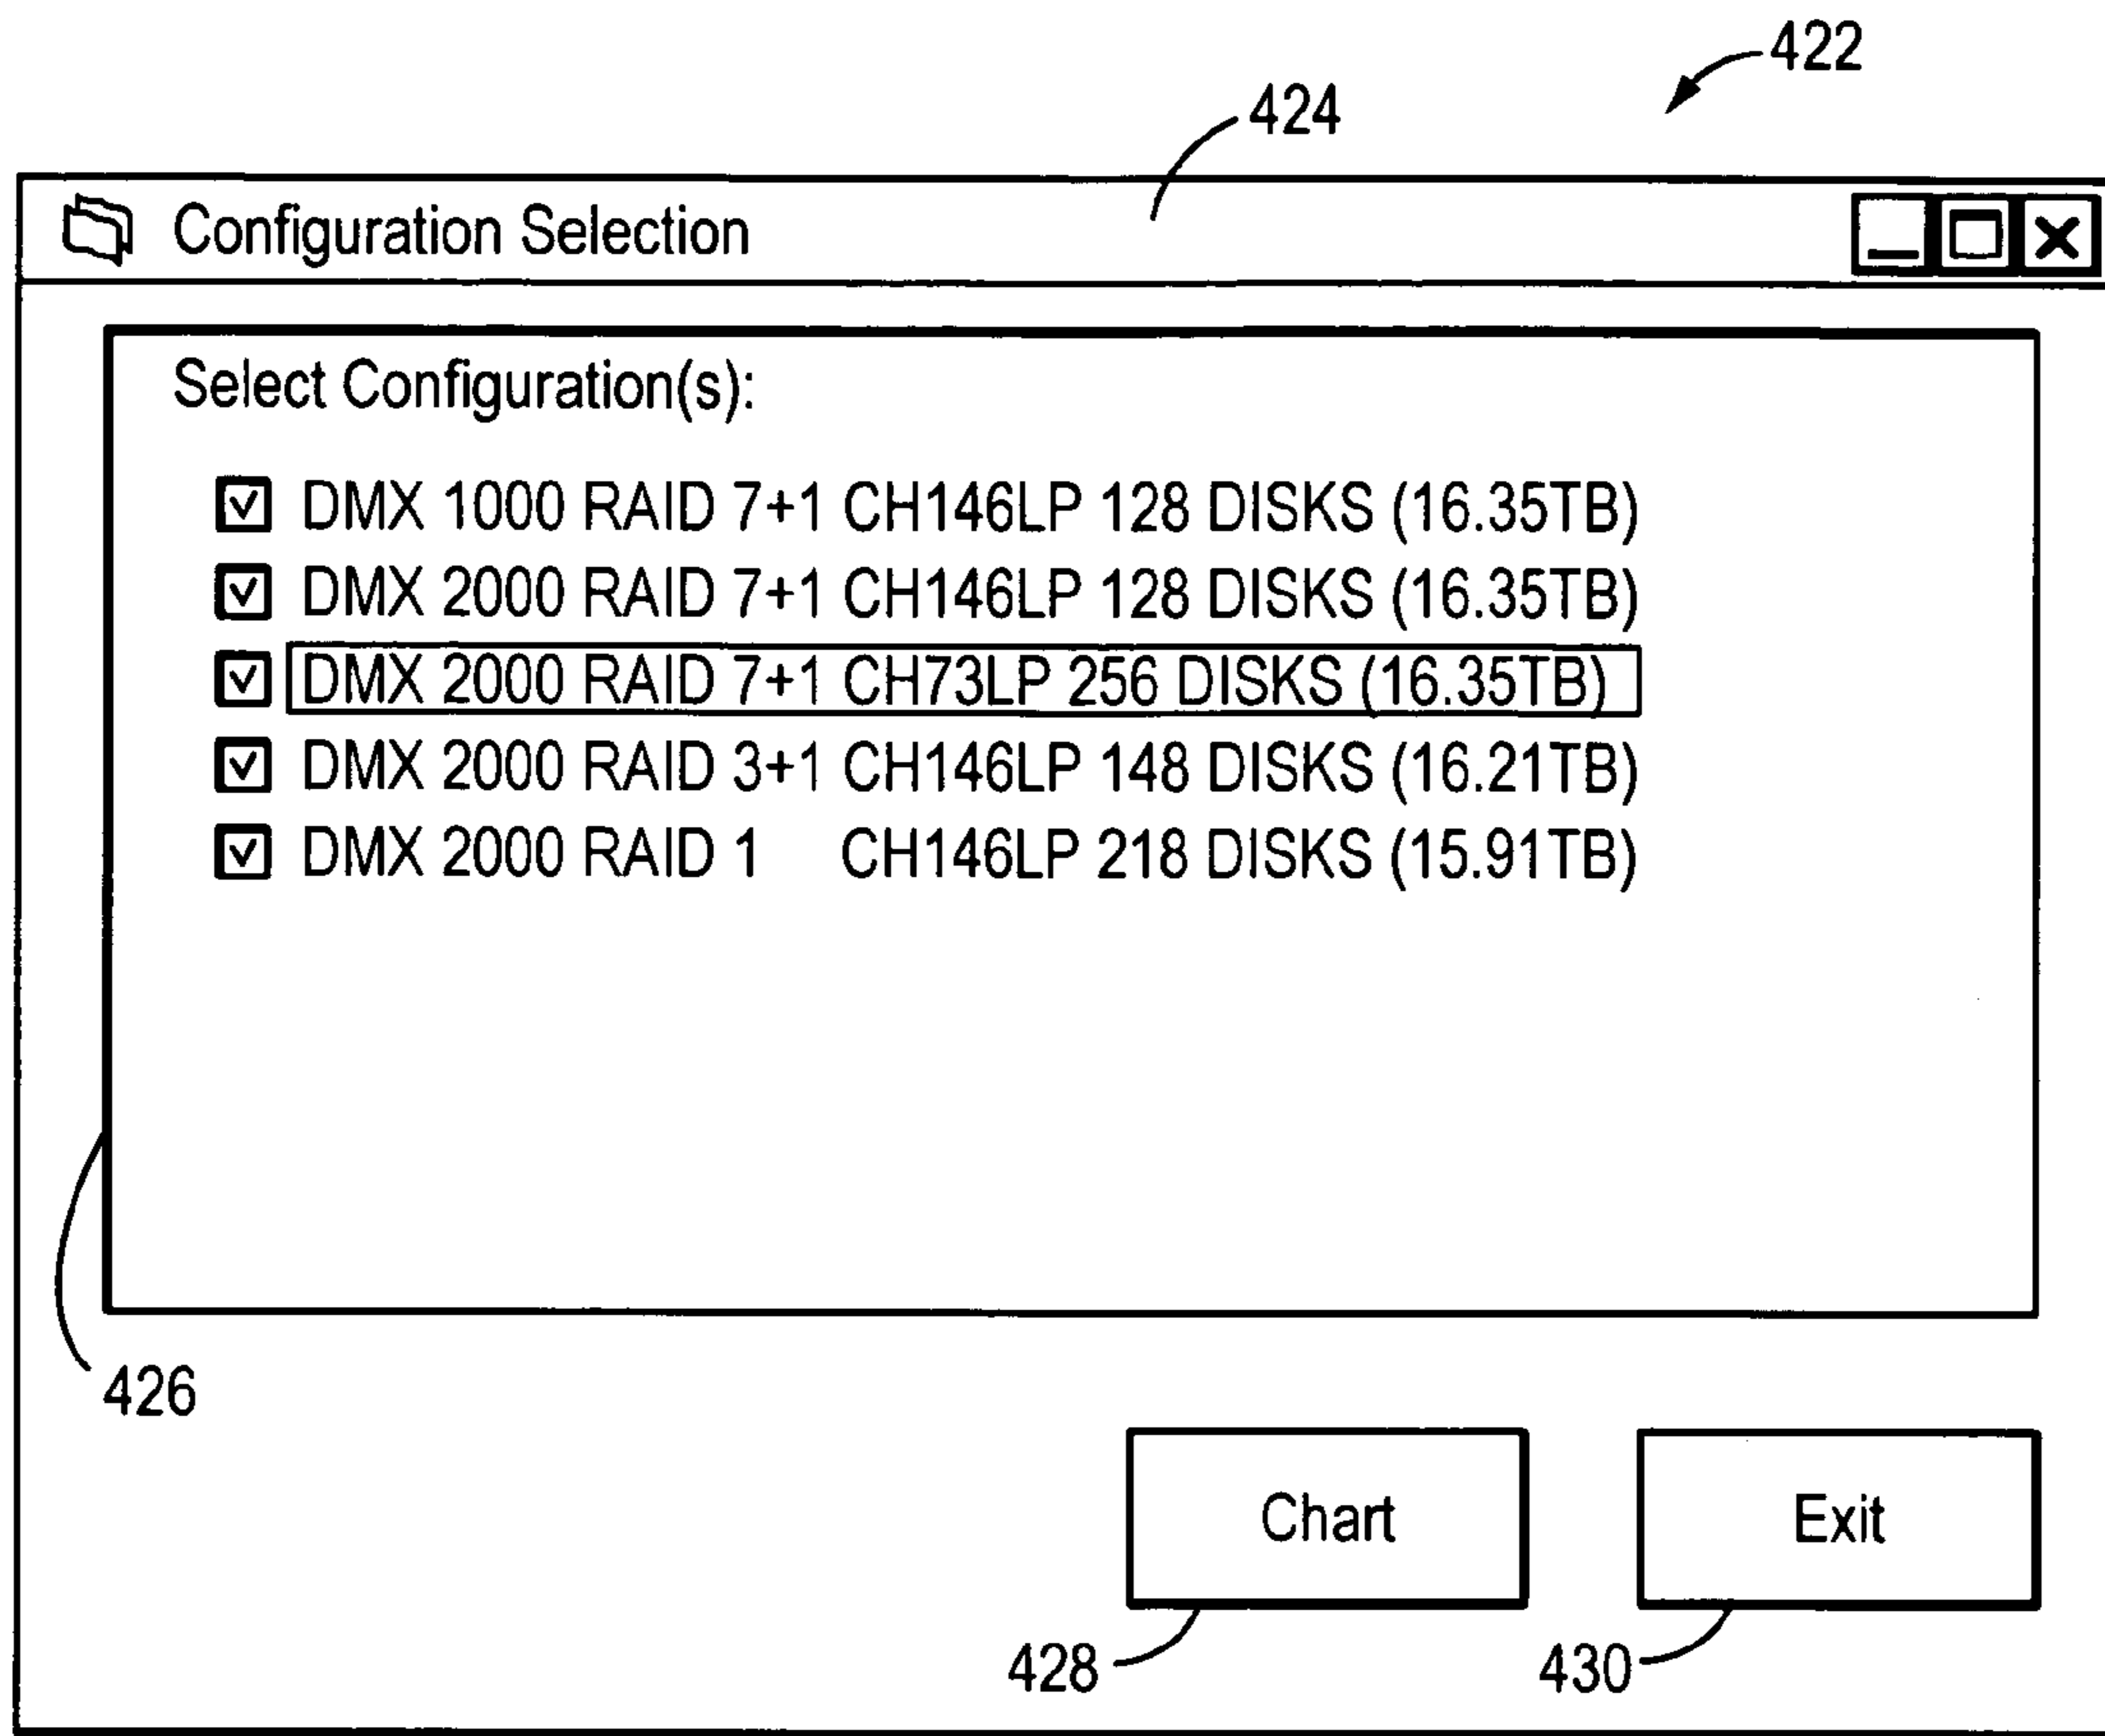 422
424
Configuration Selection
Select Configuration(s):
DMX 1000 RAID 7+1 CH146LP 128 DISKS (16.35TB)
DMX 2000 RAID 7+1 CH146LP 128 DISKS (16.35TB)
DMX 2000 RAID 7+1 CH73LP 256 DISKS (16.35TB)
DMX 2000 RAID 3+1 CH146LP 148 DISKS (16.21TB)
DMX 2000 RAID 1 CH146LP 218 DISKS (15.91TB)
426
Chart
Exit
428
430